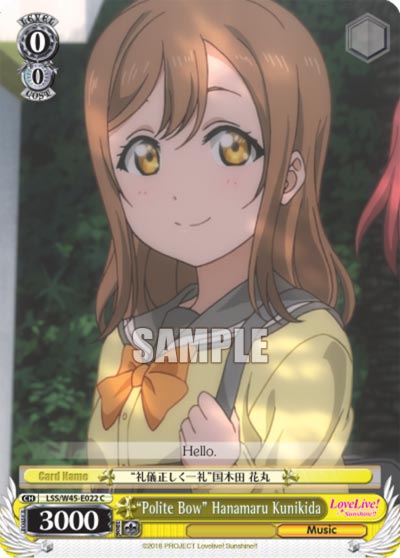 LEVEL
0
0
COST
SAMPLE
Hello.
Card Name
“礼儀正しく一礼”国木田 花丸
CH LSS/W45-E022 C
“Polite Bow” Hanamaru Kunikida
3000
LoveLive!
Sunshine!!
Music
©2016 PROJECT Lovelive! Sunshine!!